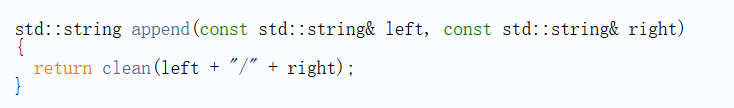 std::string append(const std::string& left, const std::string& right)
{
  return clean(left + "/" + right);
}